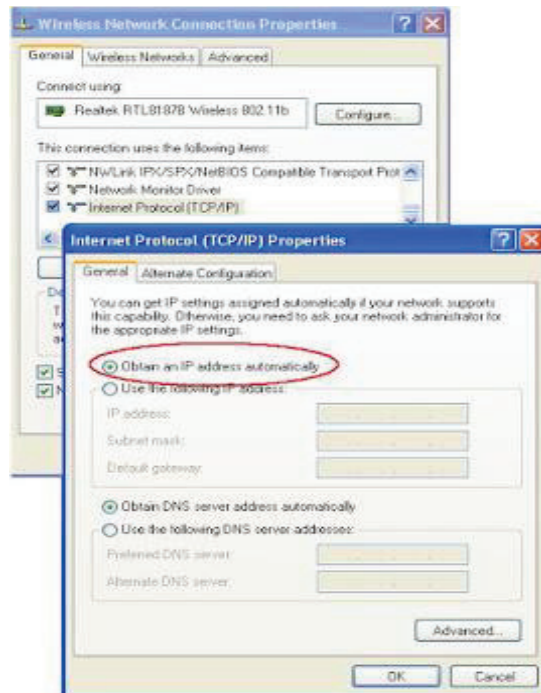 Wireless Network Connection Properties
General Wireless Networks Advanced
Connect using:
Realtek RTL8187B Wireless 802.11b
Configure...
This connection uses the following items:
NWLink IPX/SPX/NetBIOS Compatible Transport Prot
Network Monitor Driver
Internet Protocol (TCP/IP)
Internet Protocol (TCP/IP) Properties
General Alternate Configuration
You can get IP settings assigned automatically if your network supports
this capability. Otherwise, you need to ask your network administrator for
the appropriate IP settings.
Obtain an IP address automatically
Use the following IP address:
IP address:
Subnet mask:
Default gateway:
Obtain DNS server address automatically
Use the following DNS server addresses:
Preferred DNS server:
Alternate DNS server:
Advanced...
OK Cancel